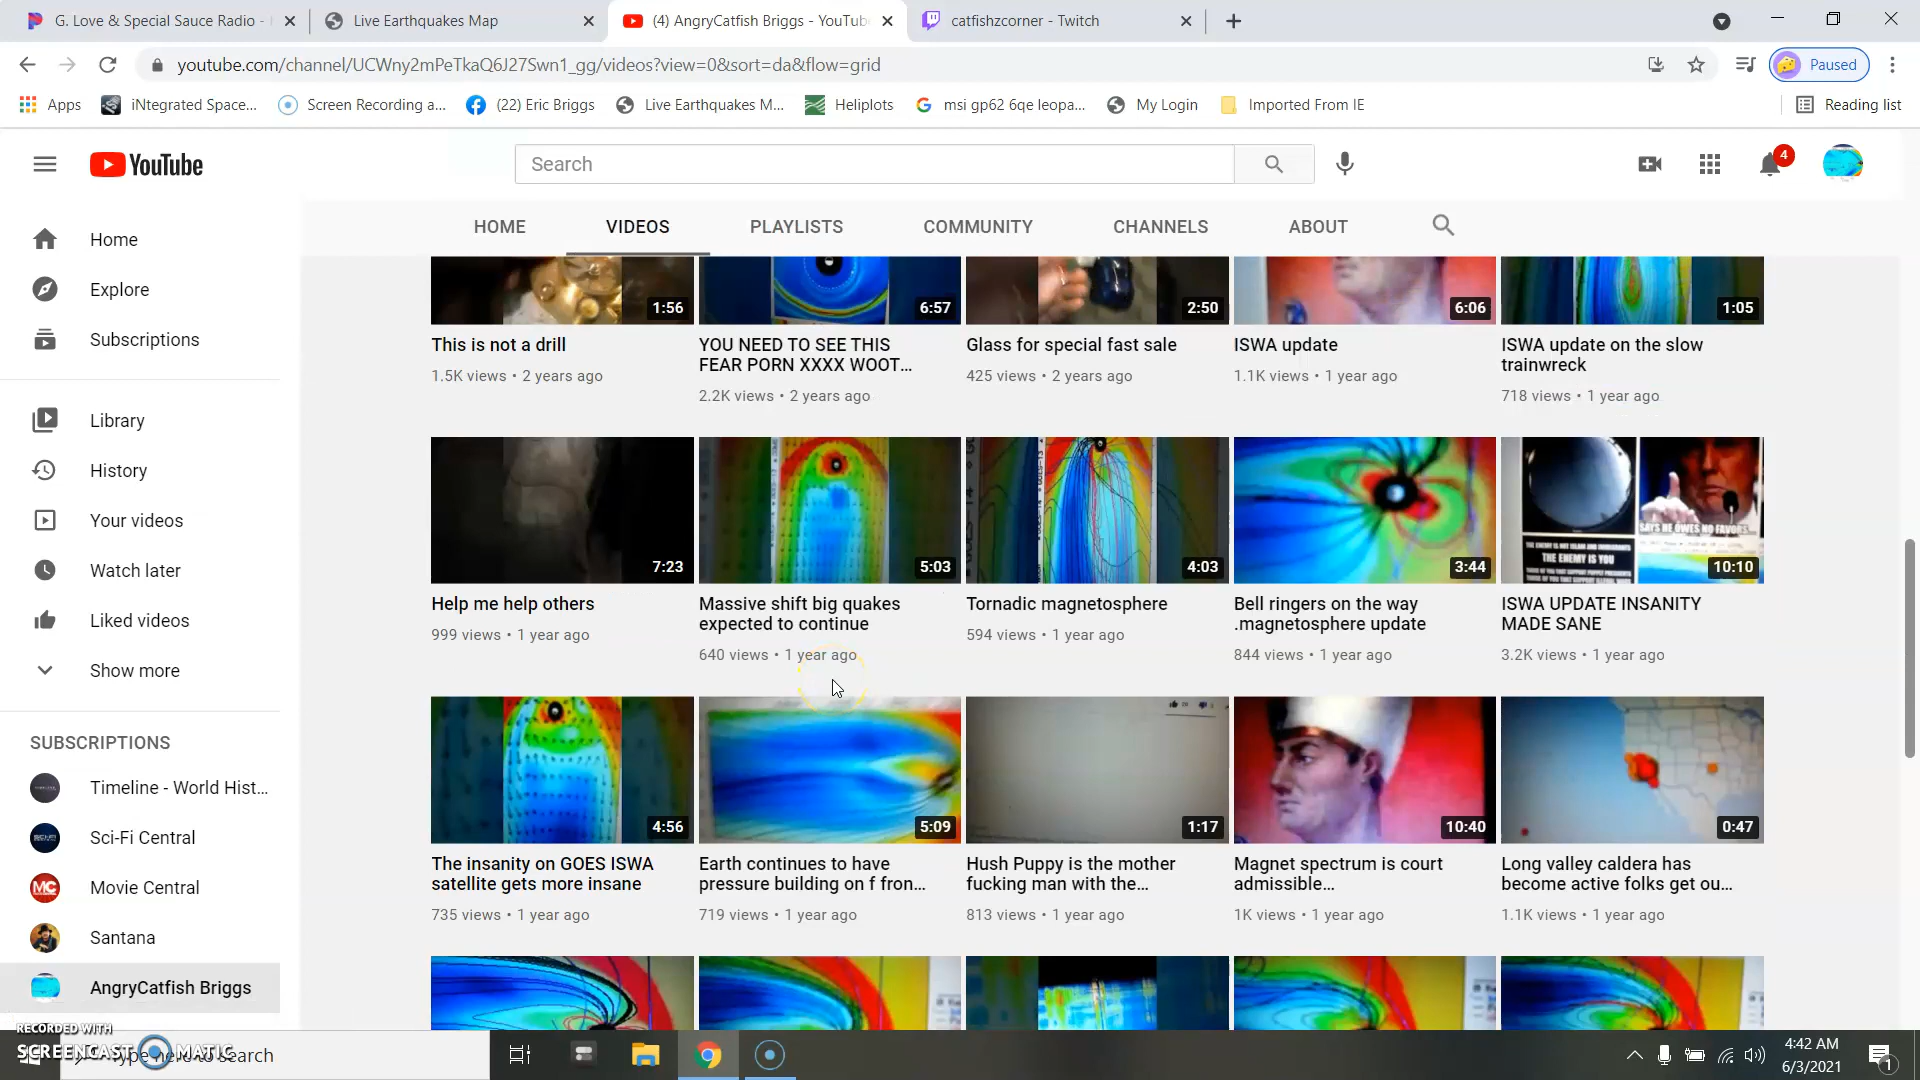 G. Love & Special Sauce Radio -
Live Earthquakes Map
(4) AngryCatfish Briggs - YouTube
catfishzcorner - Twitch
youtube.com/channel/UCWny2mPeTkaQ6J27Swn1_gg/videos?view=0&sort=da&flow=grid
Paused
Apps
iNtegrated Space...
Screen Recording a...
(22) Eric Briggs
Live Earthquakes M...
Heliplots
msi gp62 6qe leopa...
My Login
Imported From IE
Reading list
YouTube
Search
4
Home
Explore
Subscriptions
Library
History
Your videos
Watch later
Liked videos
Show more
SUBSCRIPTIONS
Timeline - World Hist...
Sci-Fi Central
Movie Central
Santana
AngryCatfish Briggs
HOME
VIDEOS
PLAYLISTS
COMMUNITY
CHANNELS
ABOUT
1:56
6:57
2:50
6:06
1:05
This is not a drill
1.5K views • 2 years ago
YOU NEED TO SEE THIS
FEAR PORN XXXX WOOT...
2.2K views • 2 years ago
Glass for special fast sale
425 views • 2 years ago
ISWA update
1.1K views • 1 year ago
ISWA update on the slow
trainwreck
718 views • 1 year ago
7:23
5:03
4:03
3:44
SAYS HE OWES NO FAVORS
THE ENEMY IS YOU
10:10
Help me help others
999 views • 1 year ago
Massive shift big quakes
expected to continue
640 views • 1 year ago
Tornadic magnetosphere
594 views • 1 year ago
Bell ringers on the way
.magnetosphere update
844 views • 1 year ago
ISWA UPDATE INSANITY
MADE SANE
3.2K views • 1 year ago
4:56
5:09
1:17
10:40
0:47
The insanity on GOES ISWA
satellite gets more insane
735 views • 1 year ago
Earth continues to have
pressure building on f fron...
719 views • 1 year ago
Hush Puppy is the mother
fucking man with the...
813 views • 1 year ago
Magnet spectrum is court
admissible...
1K views • 1 year ago
Long valley caldera has
become active folks get ou...
1.1K views • 1 year ago
RECORDED WITH
SCREENCAST MATIC
Type here to search
4:42 AM
6/3/2021
1